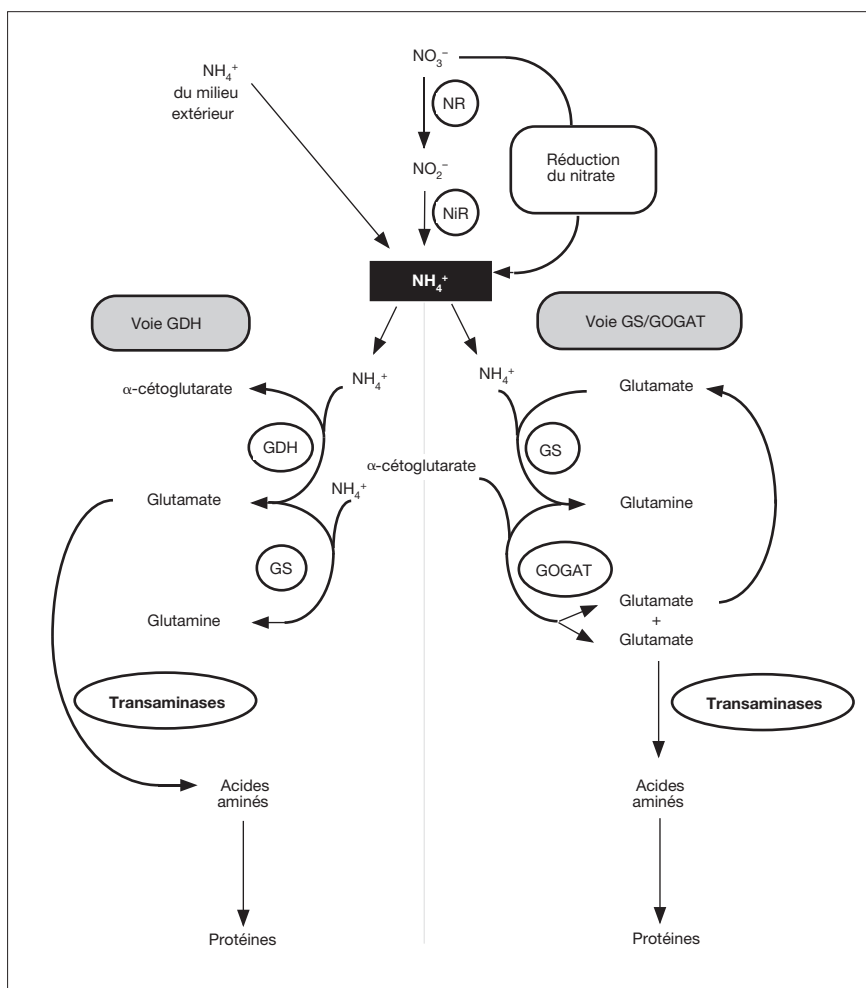 NH₄⁺
du milieu
extérieur
NO₃⁻
NR
Réduction
du nitrate
NO₂⁻
NiR
NH₄⁺
Voie GDH
Voie GS/GOGAT
α-cétoglutarate
NH₄⁺
NH₄⁺
Glutamate
GDH
GS
α-cétoglutarate
Glutamate
NH₄⁺
Glutamine
GS
GOGAT
Glutamine
Glutamate
+
Glutamate
Transaminases
Transaminases
Acides
aminés
Acides
aminés
Protéines
Protéines